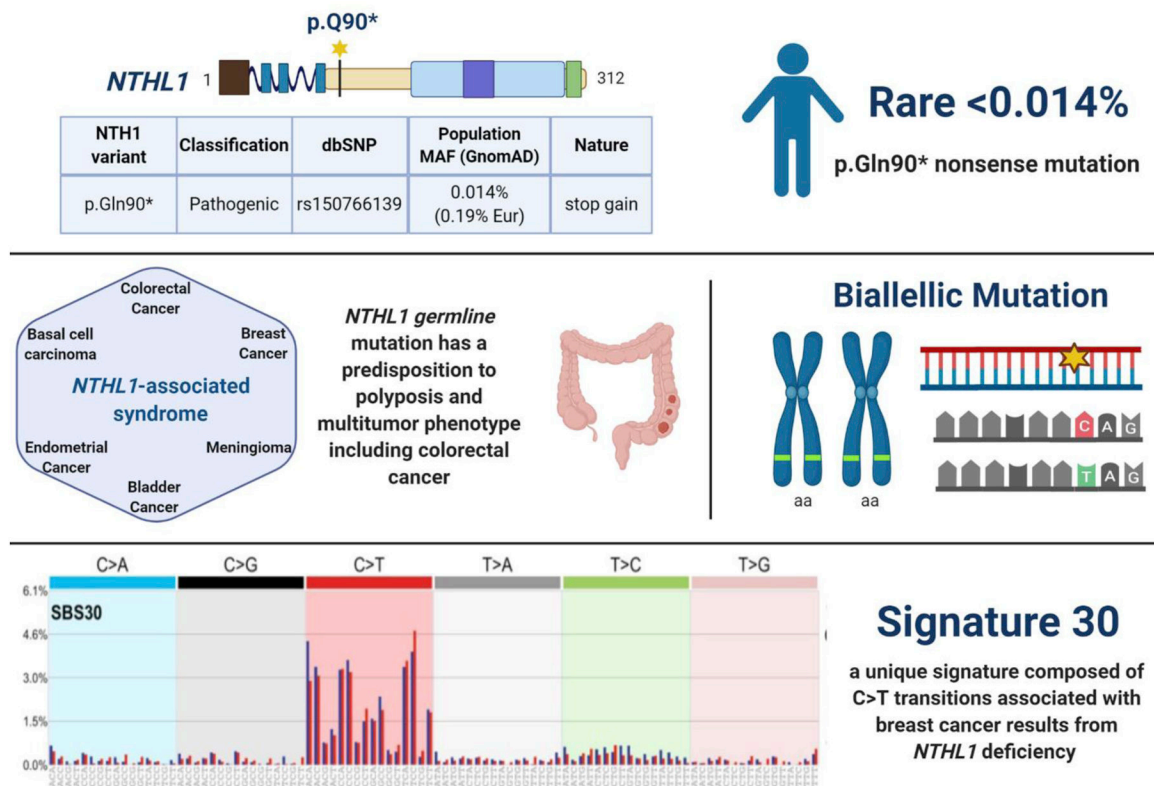 p.Q90*
NTHL1 1 312
NTH1 variant Classification dbSNP Population MAF (GnomAD) Nature
p.Gln90* Pathogenic rs150766139 0.014% (0.19% Eur) stop gain
Rare <0.014%
p.Gln90* nonsense mutation
Colorectal
Cancer
Basal cell
carcinoma
Breast
Cancer
NTHL1-associated
syndrome
Endometrial
Cancer
Meningioma
Bladder
Cancer
NTHL1 germline
mutation has a
predisposition to
polyposis and
multitumor phenotype
including colorectal
cancer
Biallellic Mutation
C A G
T A G
aa aa
C>A C>G C>T T>A T>C T>G
6.1%
SBS30
4.6%
3.0%
1.5%
0.0%
Signature 30
a unique signature composed of
C>T transitions associated with
breast cancer results from
NTHL1 deficiency